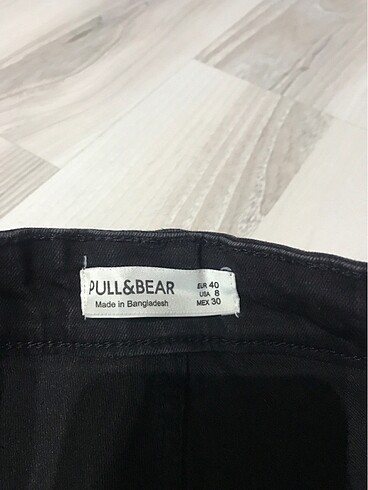 PULL&BEAR
Made in Bangladesh
EUR 40
USA 8
MEX 30